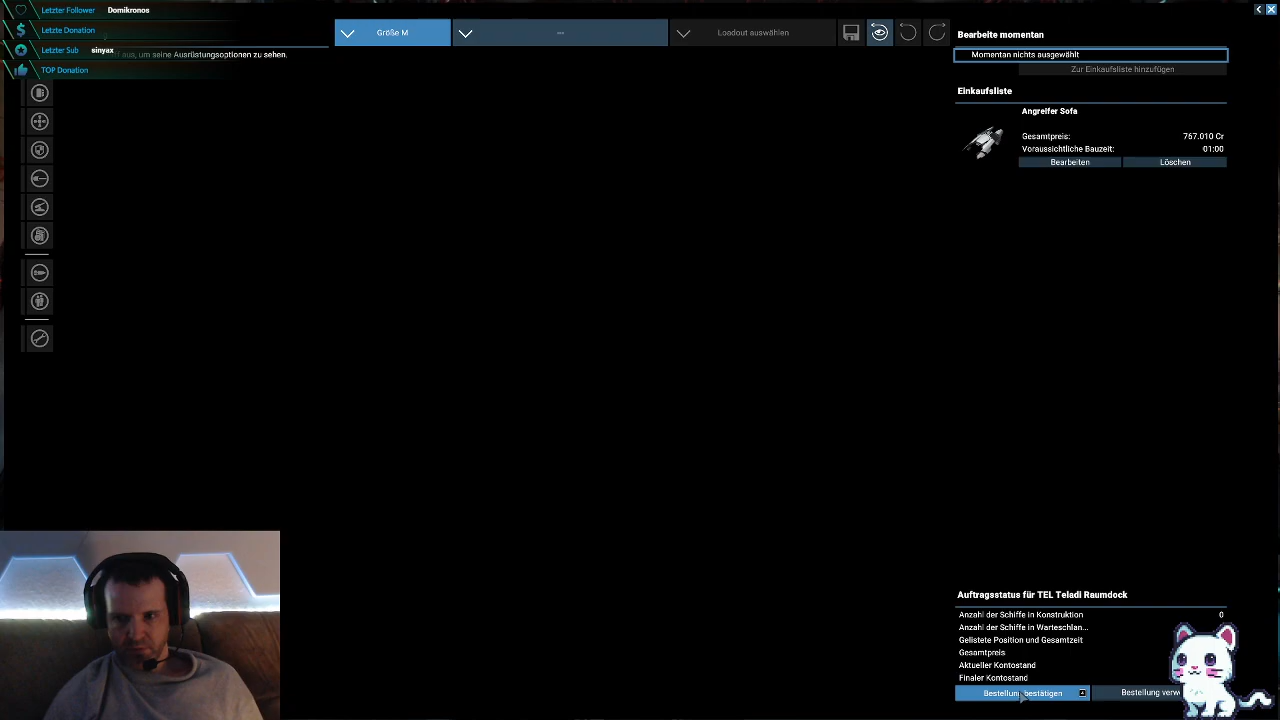 Letzter Follower Domikronos
Letzte Donation
Letzter Sub sinyax
TOP Donation
aus, um seine Ausrüstungsoptionen zu sehen.
Größe M
---
Loadout auswählen
Bearbeite momentan
Momentan nichts ausgewählt
Zur Einkaufsliste hinzufügen
Einkaufsliste
Angreifer Sofa
Gesamtpreis: 767.010 Cr
Voraussichtliche Bauzeit: 01:00
Bearbeiten Löschen
Auftragsstatus für TEL Teladi Raumdock
Anzahl der Schiffe in Konstruktion 0
Anzahl der Schiffe in Warteschlan...
Gelistete Position und Gesamtzeit
Gesamtpreis
Aktueller Kontostand
Finaler Kontostand
Bestellung bestätigen Bestellung verw